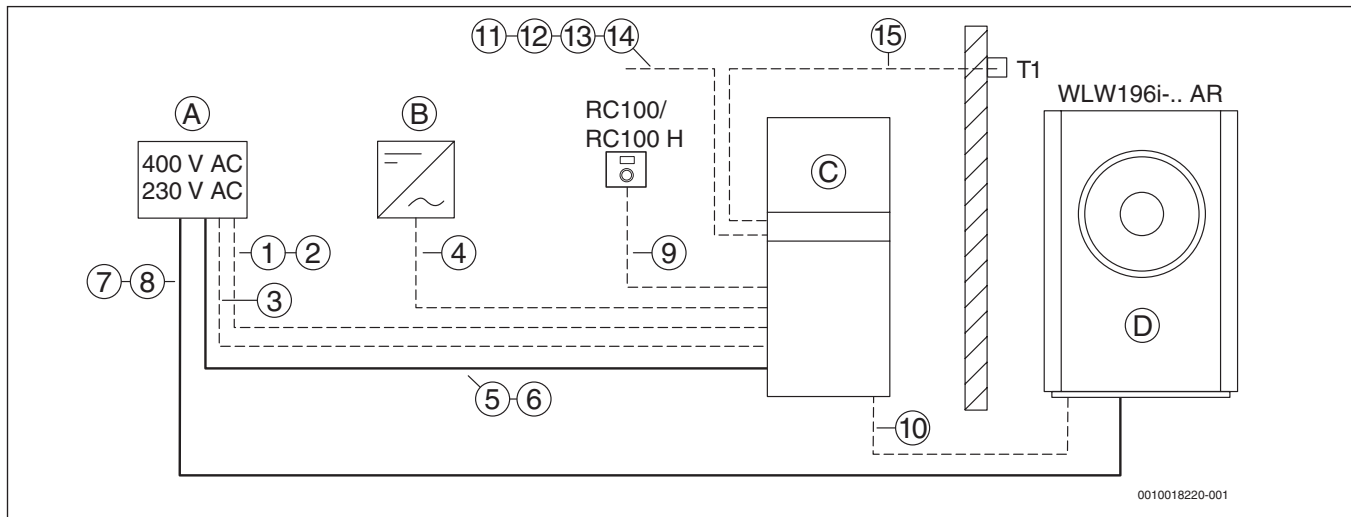 11 12 13 14
15
T1
WLW196i-.. AR
A
B
RC100/
RC100 H
400 V AC
230 V AC
C
1 2
4
9
7 8
3
D
5 6
10
0010018220-001